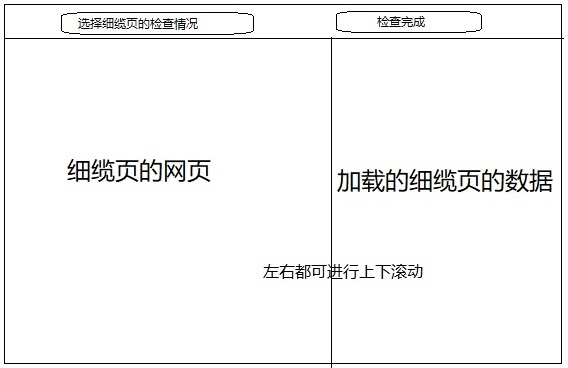 选择细缆页的检查情况
检查完成
细缆页的网页
加载的细缆页的数据
左右都可进行上下滚动